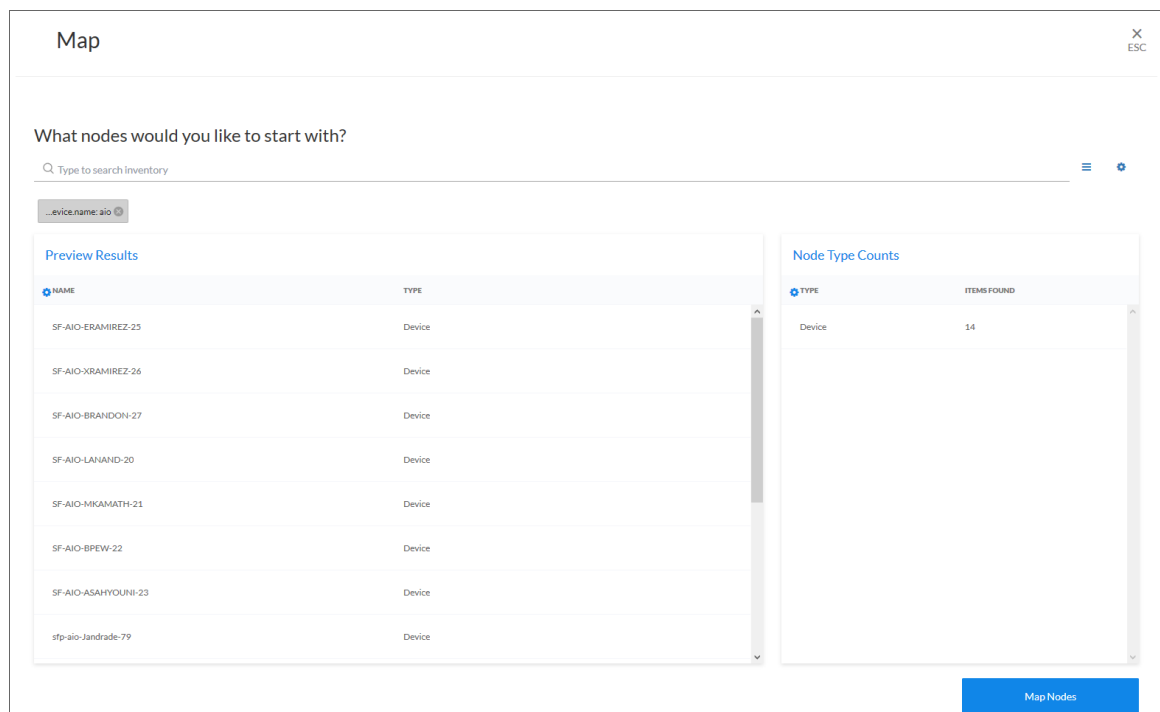 Map
×
ESC
What nodes would you like to start with?
Type to search inventory
...evice.name: aio
Preview Results
NAME TYPE
SF-AIO-ERAMIREZ-25 Device
SF-AIO-XRAMIREZ-26 Device
SF-AIO-BRANDON-27 Device
SF-AIO-LANAND-20 Device
SF-AIO-MKAMATH-21 Device
SF-AIO-BPEW-22 Device
SF-AIO-ASAHYOUNI-23 Device
sfp-aio-Jandrade-79 Device
Node Type Counts
TYPE ITEMS FOUND
Device 14
Map Nodes